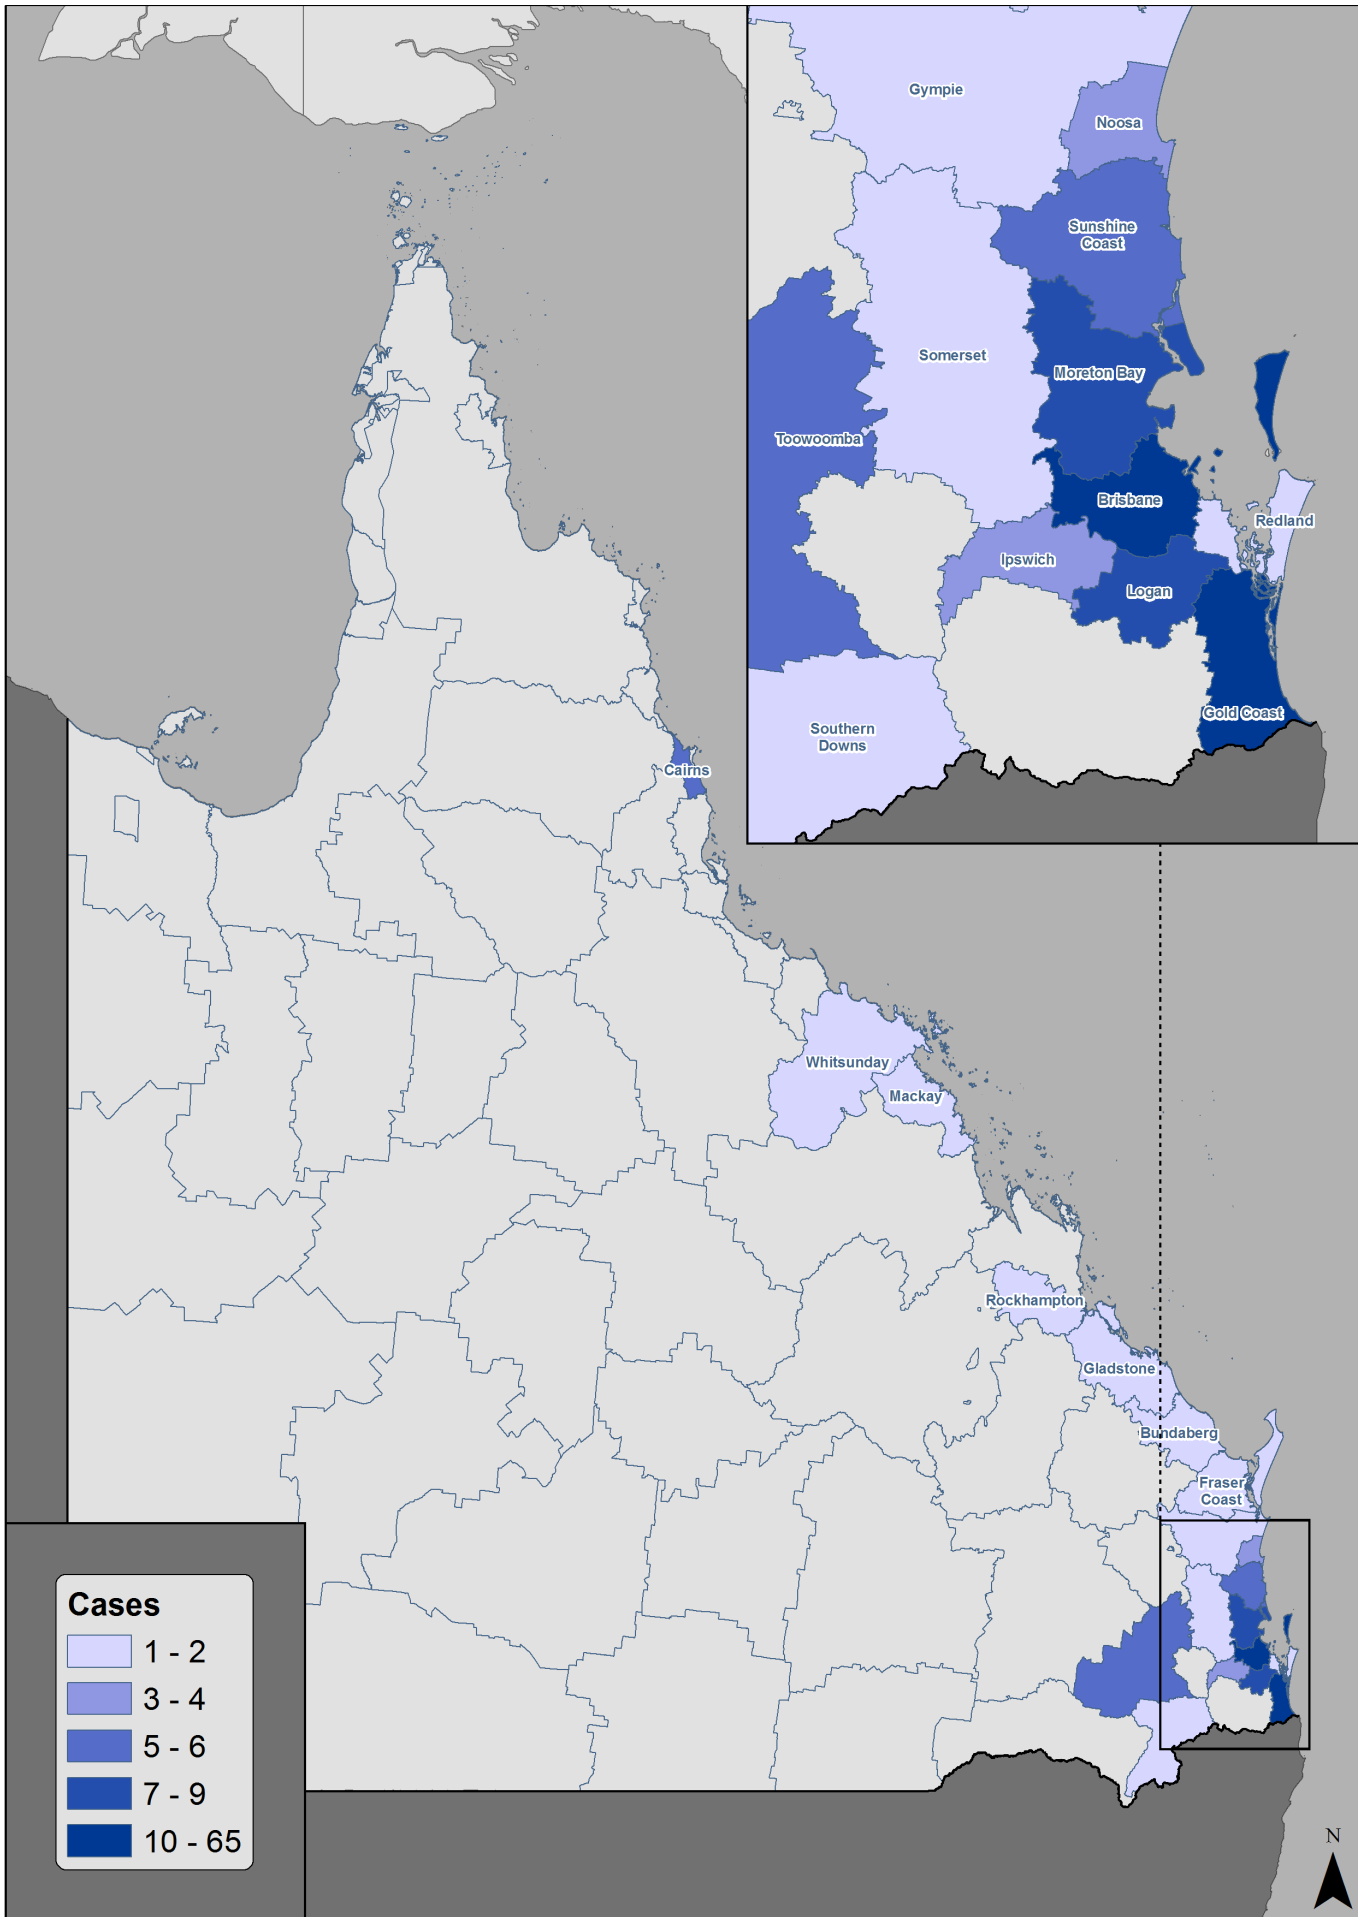 Gympie
Noosa
Sunshine
Coast
Somerset
Moreton Bay
Toowoomba
Brisbane
Redland
Ipswich
Logan
Gold Coast
Southern
Downs
Cairns
Whitsunday
Mackay
Rockhampton
Gladstone
Bundaberg
Fraser
Coast
Cases
1 - 2
3 - 4
5 - 6
7 - 9
10 - 65
N